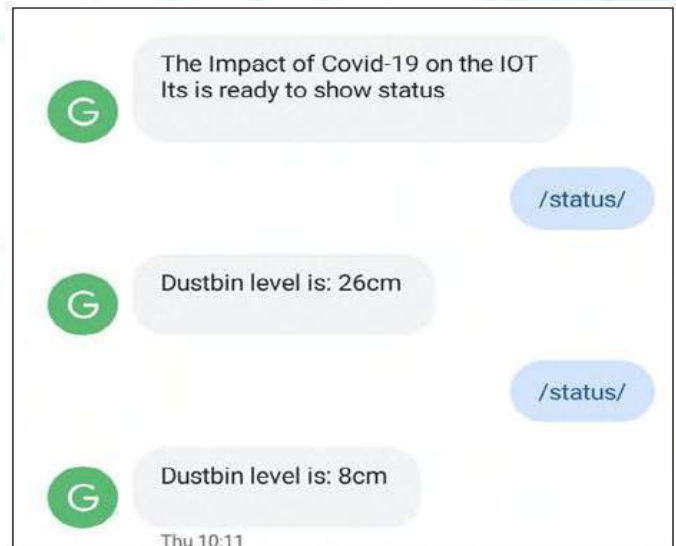 The Impact of Covid-19 on the IOT
Its is ready to show status
G
/status/
Dustbin level is: 26cm
G
/status/
Dustbin level is: 8cm
G
Thu 10:11